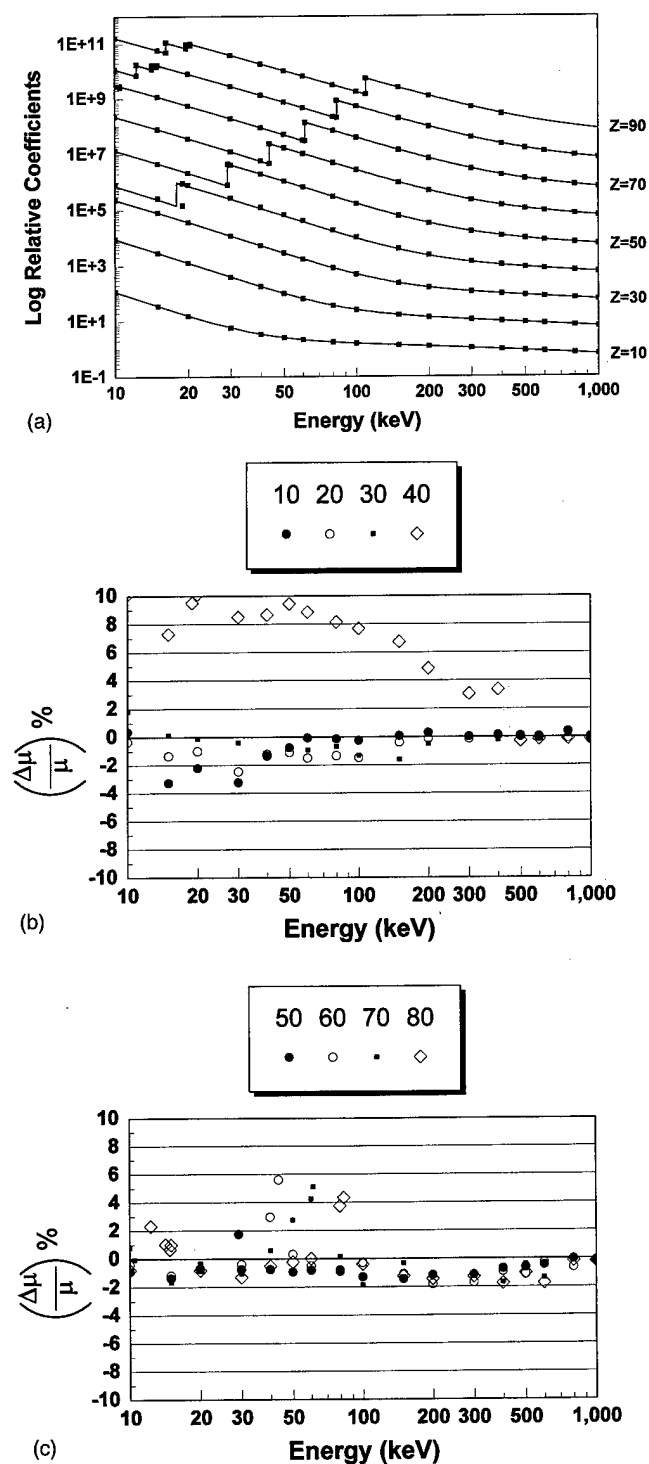 1E+11
1E+9
1E+7
1E+5
1E+3
1E+1
1E-1
Log Relative Coefficients
Z=90
Z=70
Z=50
Z=30
Z=10
10 20 30 50 100 200 300 500 1,000
Energy (keV)
(a)
10 20 30 40
10
8
6
4
2
0
-2
-4
-6
-8
-10
(Δμ/μ) %
10 20 30 50 100 200 300 500 1,000
Energy (keV)
(b)
50 60 70 80
10
8
6
4
2
0
-2
-4
-6
-8
-10
(Δμ/μ) %
10 20 30 50 100 200 300 500 1,000
Energy (keV)
(c)